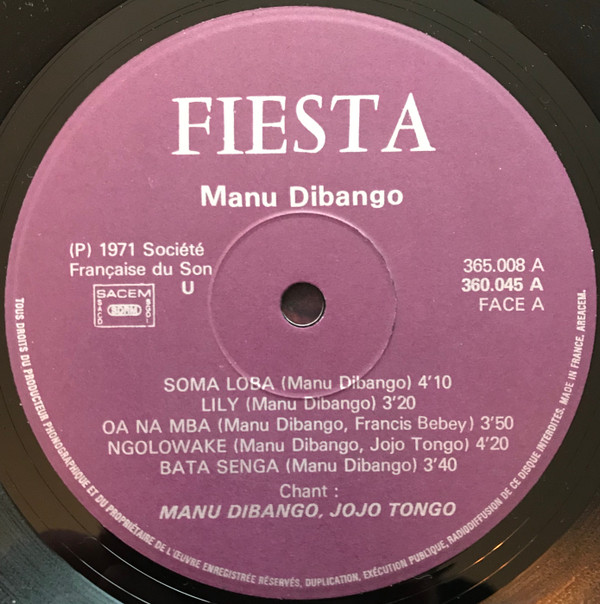 FIESTA
Manu Dibango
(P) 1971 Société
Française du Son
U
SACEM
SACD
SDRM
SGDL
365.008 A
360.045 A
FACE A
SOMA LOBA (Manu Dibango) 4'10
LILY (Manu Dibango) 3'20
OA NA MBA (Manu Dibango, Francis Bebey) 3'50
NGOLOWAKE (Manu Dibango, Jojo Tongo) 4'20
BATA SENGA (Manu Dibango) 3'40
Chant :
MANU DIBANGO, JOJO TONGO
TOUS DROITS DU PRODUCTEUR PHONOGRAPHIQUE ET DU PROPRIÉTAIRE DE L'ŒUVRE ENREGISTRÉE RÉSERVÉS, DUPLICATION, EXÉCUTION PUBLIQUE, RADIODIFFUSION DE CE DISQUE INTERDITES. MADE IN FRANCE. AREACEM.